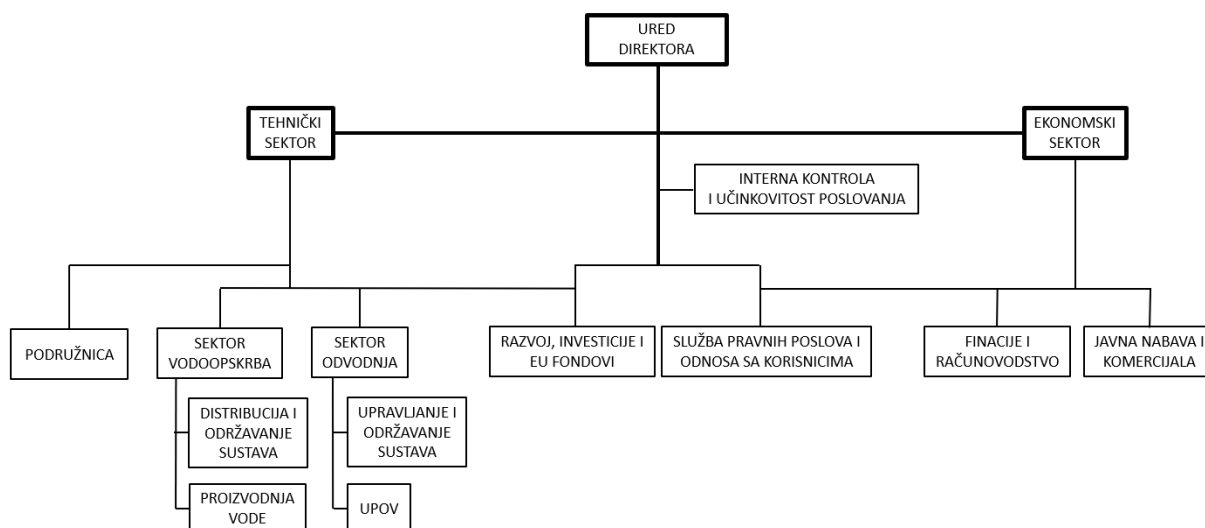 URED
DIREKTORA
TEHNIČKI
SEKTOR
EKONOMSKI
SEKTOR
INTERNA KONTROLA
I UČINKOVITOST POSLOVANJA
PODRUŽNICA
SEKTOR
VODOOPSKRBA
SEKTOR
ODVODNJA
RAZVOJ, INVESTICIJE I
EU FONDOVI
SLUŽBA PRAVNIH POSLOVA I
ODNOSA SA KORISNICIMA
FINACIJE I
RAČUNOVODSTVO
JAVNA NABAVA I
KOMERCIJALA
DISTRIBUCIJA I
ODRŽAVANJE
SUSTAVA
UPRAVLJANJE I
ODRŽAVANJE
SUSTAVA
PROIZVODNJA
VODE
UPOV